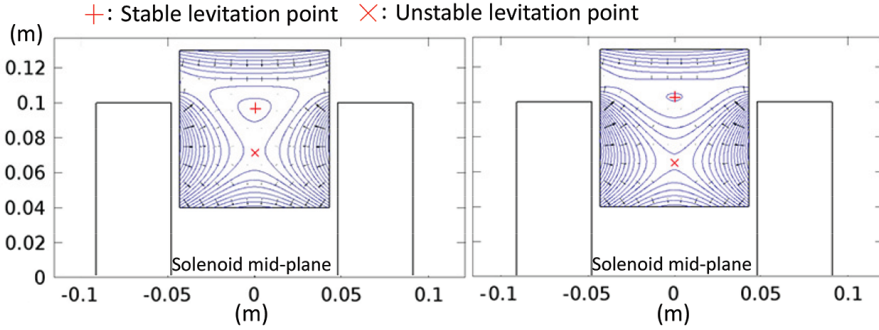 +: Stable levitation point ×: Unstable levitation point
(m)
0.12
0.1
0.08
0.06
0.04
0.02
0
Solenoid mid-plane Solenoid mid-plane
-0.1 -0.05 0 0.05 0.1 -0.1 -0.05 0 0.05 0.1
(m) (m)